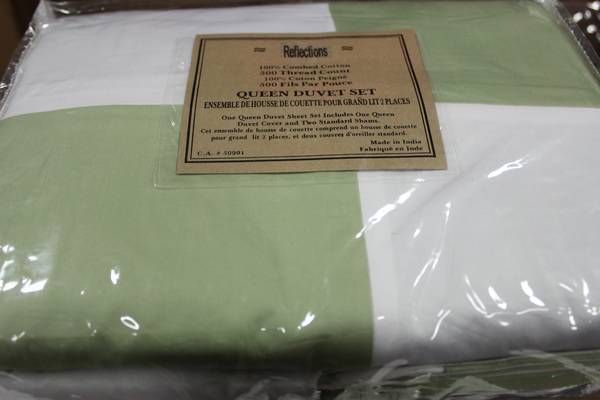 Reflections
100% Combed Cotton
300 Thread Count
100% Coton Peigné
300 Fils Par Pouce
QUEEN DUVET SET
ENSEMBLE DE HOUSSE DE COUETTE POUR GRAND LIT 2 PLACES
One Queen Duvet Sheet Set Includes One Queen
Duvet Cover and Two Standard Shams.
Cet ensemble de housse de couette comprend un housse de couette
pour grand lit 2 places, et deux couvres d'oreiller standard.
Made in India
C.A. # 50091 Fabriqué en Inde